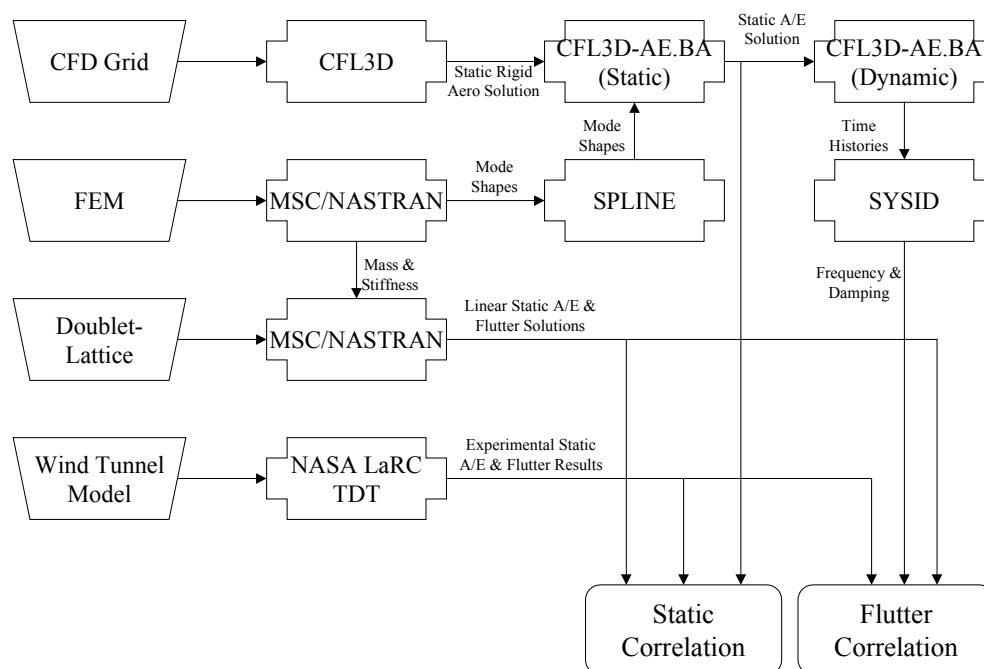 Static A/E
Solution
CFD Grid
CFL3D
CFL3D-AE.BA
(Static)
CFL3D-AE.BA
(Dynamic)
Static Rigid
Aero Solution
Mode
Shapes
Time
Histories
FEM
MSC/NASTRAN
Mode
Shapes
SPLINE
SYSID
Mass &
Stiffness
Frequency &
Damping
Doublet-
Lattice
MSC/NASTRAN
Linear Static A/E &
Flutter Solutions
Wind Tunnel
Model
NASA LaRC
TDT
Experimental Static
A/E & Flutter Results
Static
Correlation
Flutter
Correlation